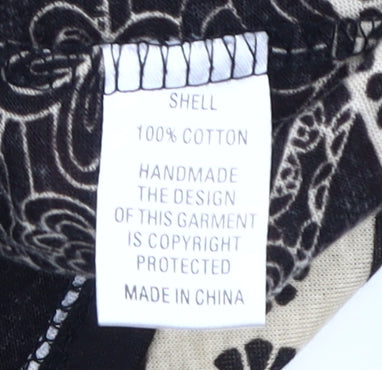 SHELL
100% COTTON
HANDMADE
THE DESIGN
OF THIS GARMENT
IS COPYRIGHT
PROTECTED
MADE IN CHINA